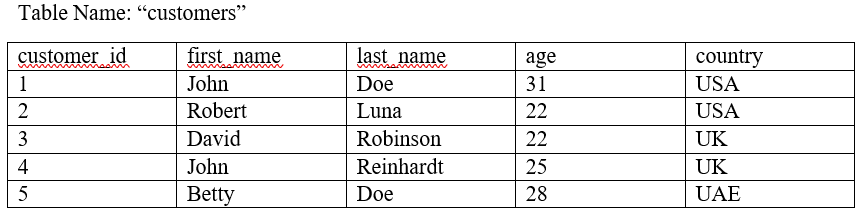 Table Name: “customers”
customer_id first_name last_name age country
1 John Doe 31 USA
2 Robert Luna 22 USA
3 David Robinson 22 UK
4 John Reinhardt 25 UK
5 Betty Doe 28 UAE